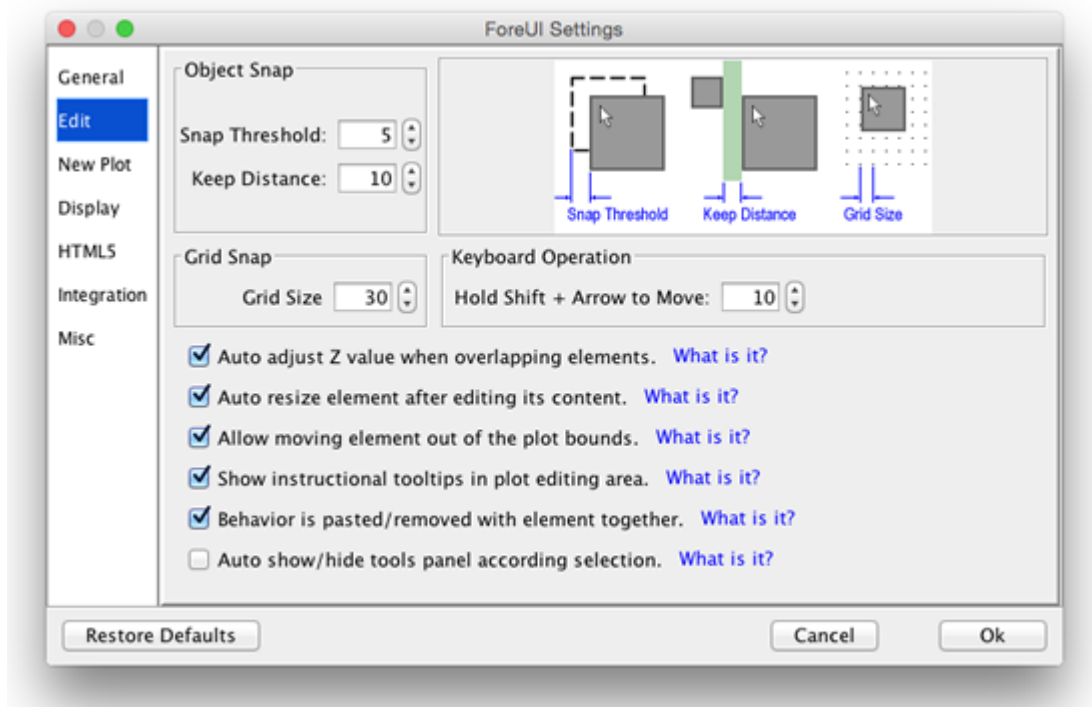 ForeUI Settings
General
Edit
New Plot
Display
HTML5
Integration
Misc
Object Snap
Snap Threshold: 5
Keep Distance: 10
Snap Threshold
Keep Distance
Grid Size
Grid Snap
Grid Size 30
Keyboard Operation
Hold Shift + Arrow to Move: 10
Auto adjust Z value when overlapping elements. What is it?
Auto resize element after editing its content. What is it?
Allow moving element out of the plot bounds. What is it?
Show instructional tooltips in plot editing area. What is it?
Behavior is pasted/removed with element together. What is it?
Auto show/hide tools panel according selection. What is it?
Restore Defaults
Cancel
Ok